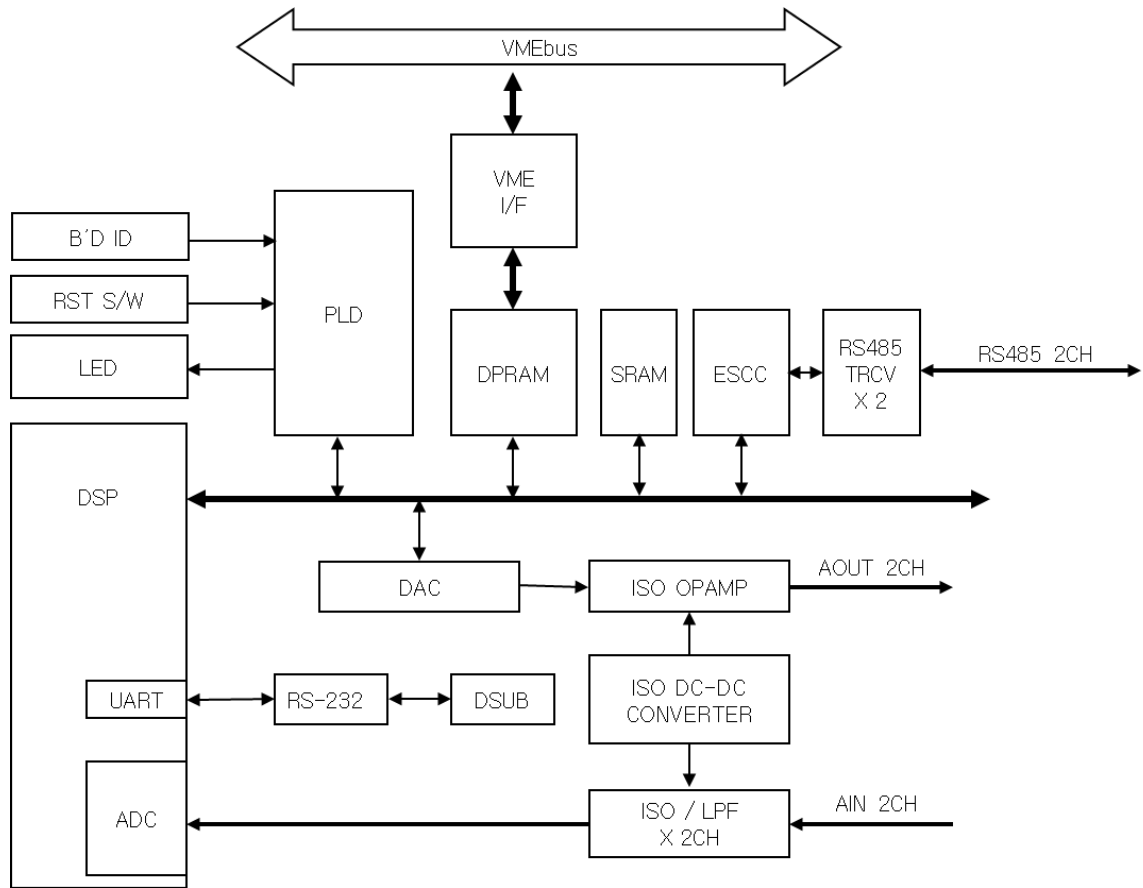 VMEbus
VME
I/F
B'D ID
RST S/W
LED
PLD
DPRAM
SRAM
ESCC
RS485
TRCV
X 2
RS485 2CH
DSP
DAC
ISO OPAMP
AOUT 2CH
UART
RS-232
DSUB
ISO DC-DC
CONVERTER
ADC
ISO / LPF
X 2CH
AIN 2CH